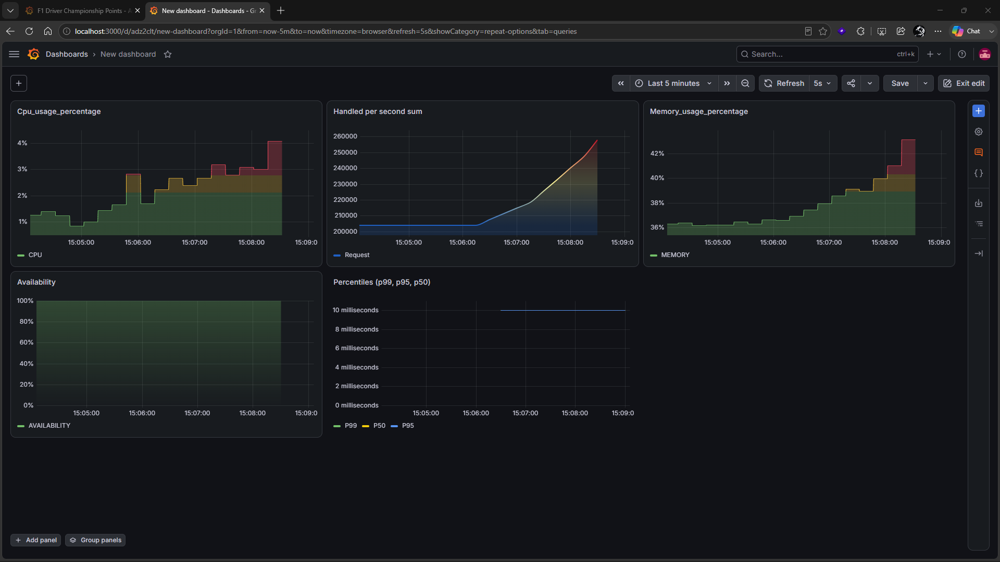 F1 Driver Championship Points - A
New dashboard - Dashboards - Gr
localhost:3000/d/adz2clt/new-dashboard?orgId=1&from=now-5m&to=now&timezone=browser&refresh=5s&showCategory=repeat-options&tab=queries
Chat
Dashboards › New dashboard
Search... ctrl+k
Last 5 minutes
Refresh 5s
Save
Exit edit
Cpu_usage_percentage
4%
3%
2%
1%
15:05:00 15:06:00 15:07:00 15:08:00 15:09:0
CPU
Handled per second sum
260000
250000
240000
230000
220000
210000
200000
15:05:00 15:06:00 15:07:00 15:08:00 15:09:0
Request
Memory_usage_percentage
42%
40%
38%
36%
15:05:00 15:06:00 15:07:00 15:08:00 15:09:0
MEMORY
Availability
100%
80%
60%
40%
20%
0%
15:05:00 15:06:00 15:07:00 15:08:00 15:09:0
AVAILABILITY
Percentiles (p99, p95, p50)
10 milliseconds
8 milliseconds
6 milliseconds
4 milliseconds
2 milliseconds
0 milliseconds
15:05:00 15:06:00 15:07:00 15:08:00 15:09:0
P99 P50 P95
Add panel
Group panels